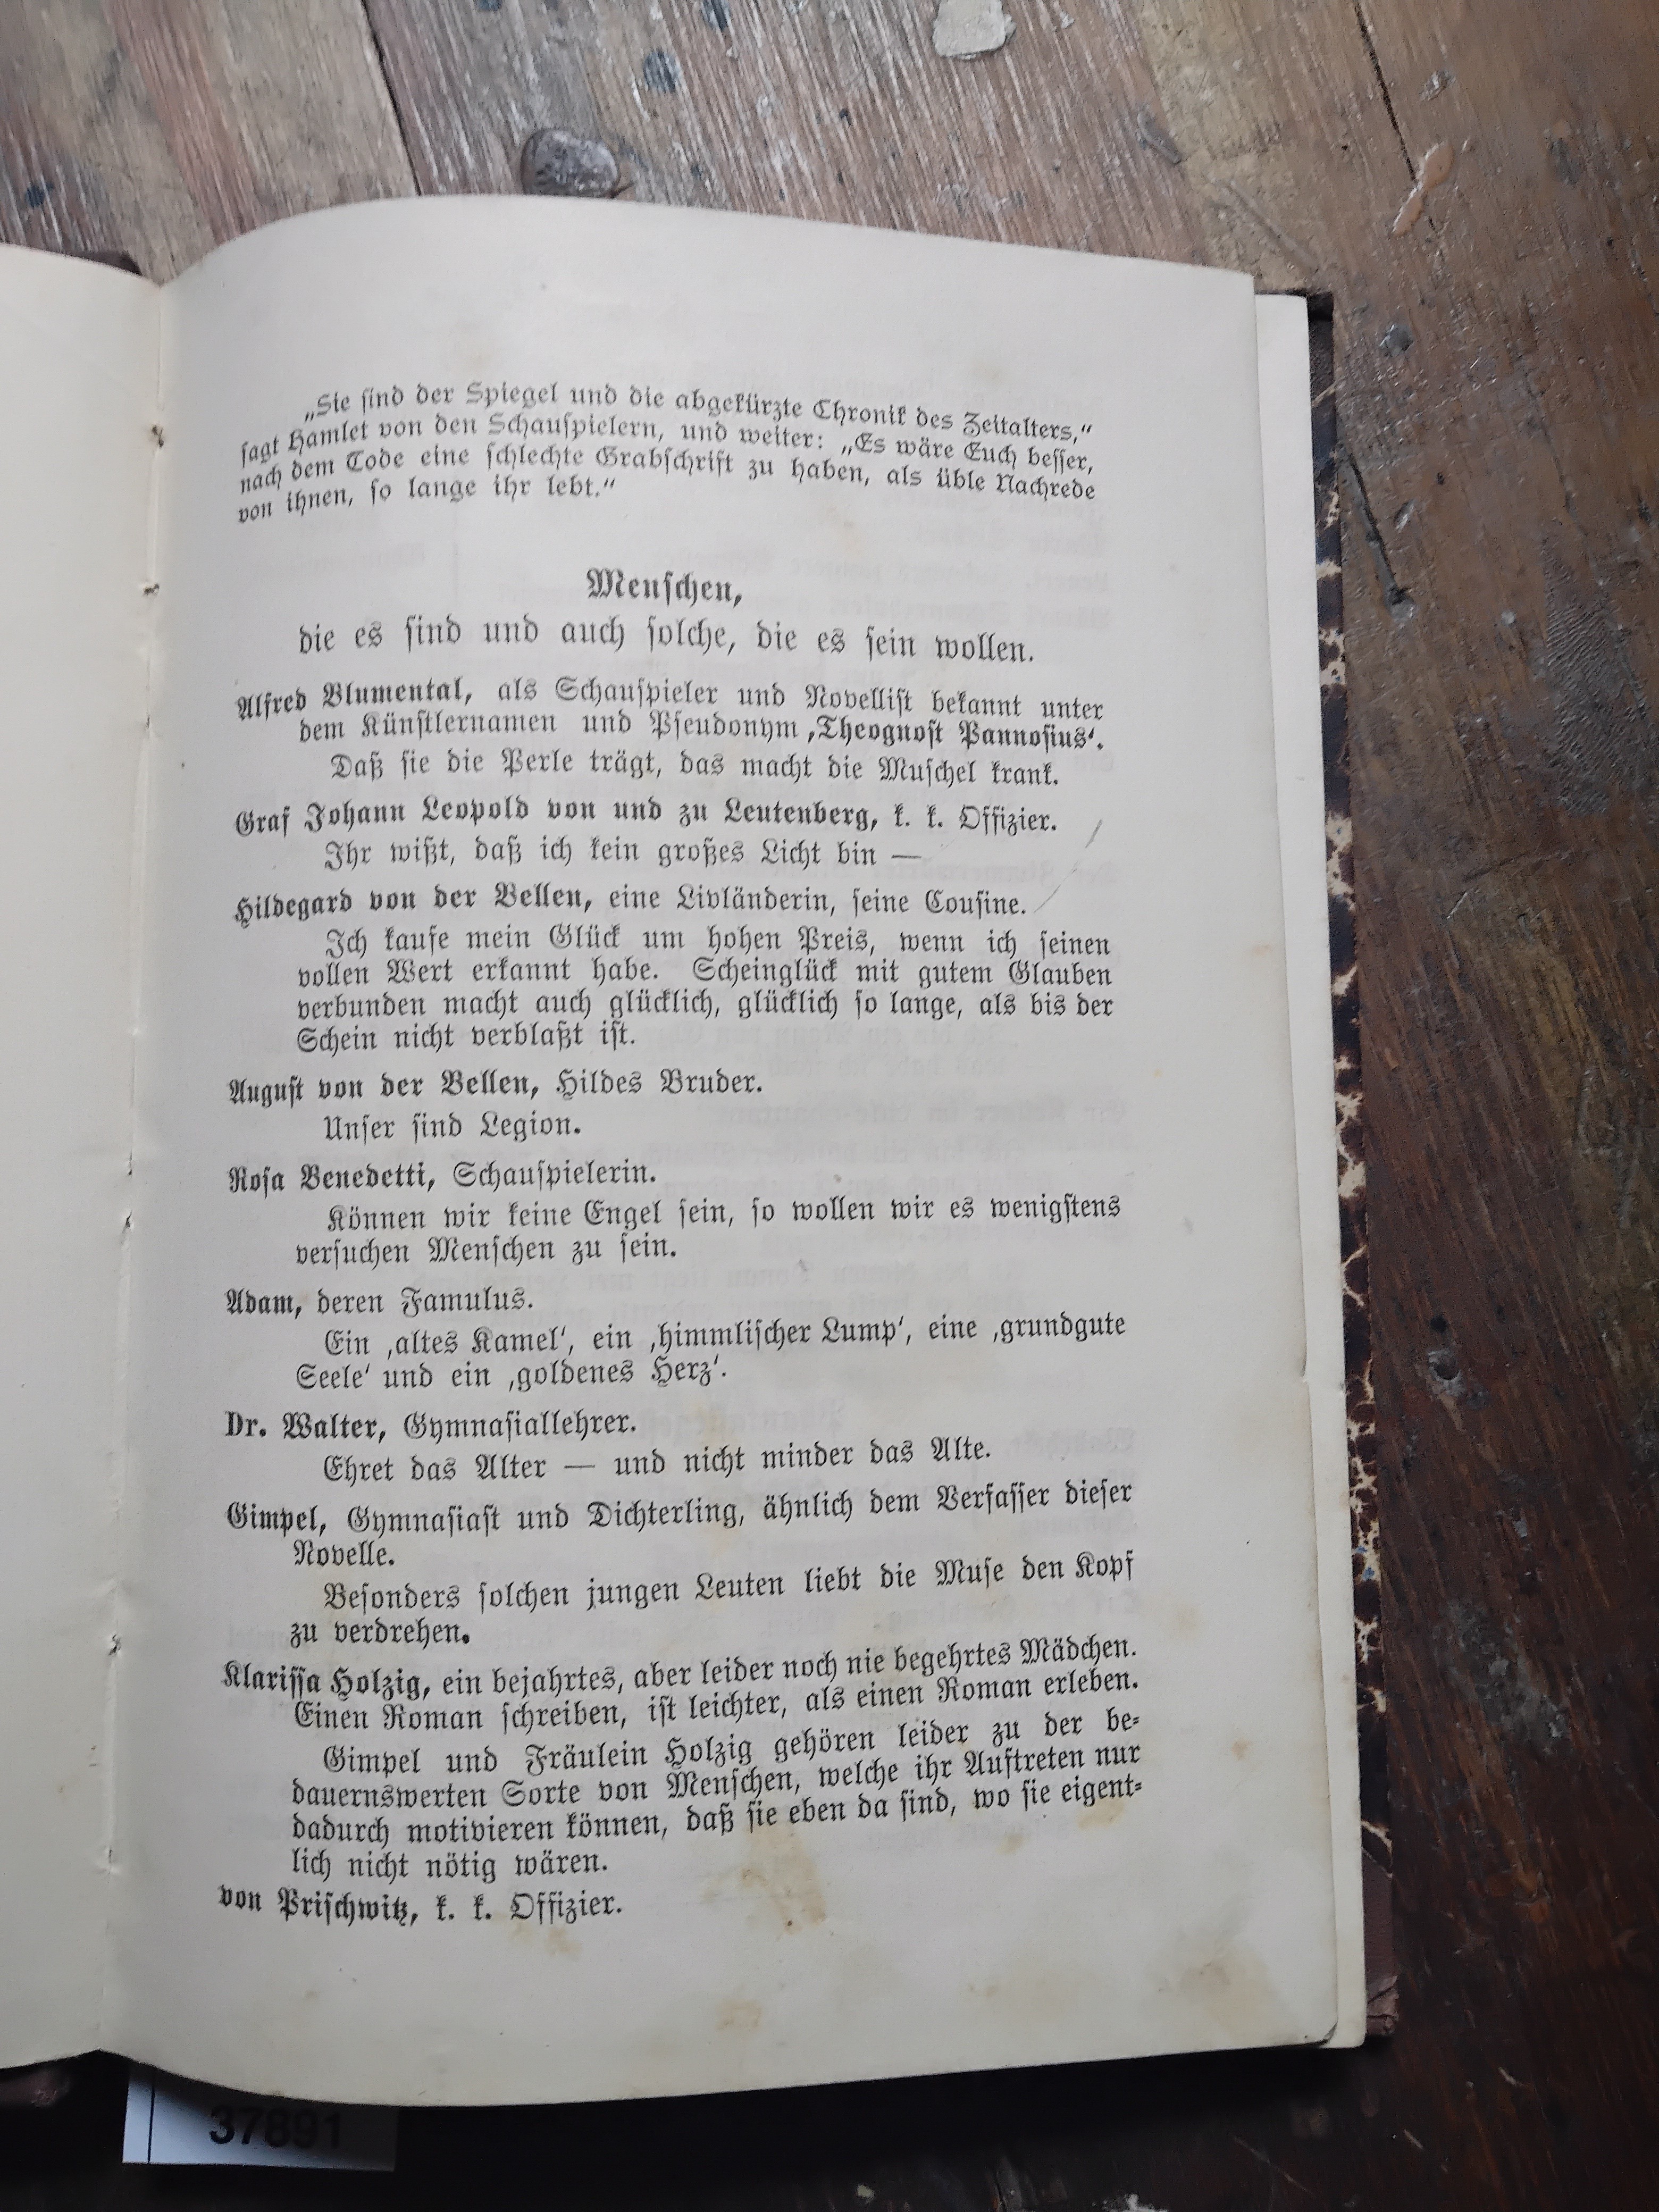 „Sie sind der Spiegel und die abgekürzte Chronik des Zeitalters,“
sagt Hamlet von den Schauspielern, und weiter: „Es wäre Euch besser,
nach dem Tode eine schlechte Grabschrift zu haben, als üble Nachrede
von ihnen, so lange ihr lebt.“
Menschen,
die es sind und auch solche, die es sein wollen.
Alfred Blumental, als Schauspieler und Novellist bekannt unter
dem Künstlernamen und Pseudonym ‚Theognost Pannosius‘.
Daß sie die Perle trägt, das macht die Muschel krank.
Graf Johann Leopold von und zu Leutenberg, k. k. Offizier.
Ihr wißt, daß ich kein großes Licht bin —
Hildegard von der Bellen, eine Livländerin, seine Cousine.
Ich kaufe mein Glück um hohen Preis, wenn ich seinen
vollen Wert erkannt habe. Scheinglück mit gutem Glauben
verbunden macht auch glücklich, glücklich so lange, als bis der
Schein nicht verblaßt ist.
August von der Bellen, Hildes Bruder.
Unser sind Legion.
Rosa Benedetti, Schauspielerin.
Können wir keine Engel sein, so wollen wir es wenigstens
versuchen Menschen zu sein.
Adam, deren Famulus.
Ein ‚altes Kamel‘, ein ‚himmlischer Lump‘, eine ‚grundgute
Seele‘ und ein ‚goldenes Herz‘.
Dr. Walter, Gymnasiallehrer.
Ehret das Alter — und nicht minder das Alte.
Gimpel, Gymnasiast und Dichterling, ähnlich dem Verfasser dieser
Novelle.
Besonders solchen jungen Leuten liebt die Muse den Kopf
zu verdrehen.
Klarissa Holzig, ein bejahrtes, aber leider noch nie begehrtes Mädchen.
Einen Roman schreiben, ist leichter, als einen Roman erleben.
Gimpel und Fräulein Holzig gehören leider zu der be-
dauernswerten Sorte von Menschen, welche ihr Auftreten nur
dadurch motivieren können, daß sie eben da sind, wo sie eigent-
lich nicht nötig wären.
von Prischwitz, k. k. Offizier.
37891